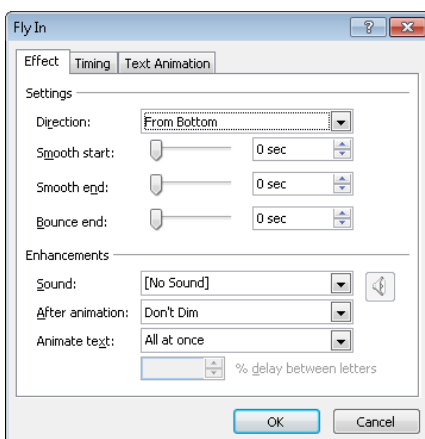 Fly In
Effect Timing Text Animation
Settings
Direction: From Bottom
Smooth start: 0 sec
Smooth end: 0 sec
Bounce end: 0 sec
Enhancements
Sound: [No Sound]
After animation: Don't Dim
Animate text: All at once
% delay between letters
OK Cancel